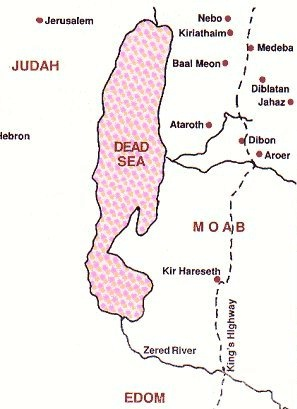 Jerusalem
Nebo
Kiriathaim
Medeba
JUDAH
Baal Meon
Diblatan
Jahaz
Ataroth
Hebron
Dibon
DEAD
SEA
Aroer
MOAB
Kir Hareseth
King's Highway
Zered River
EDOM